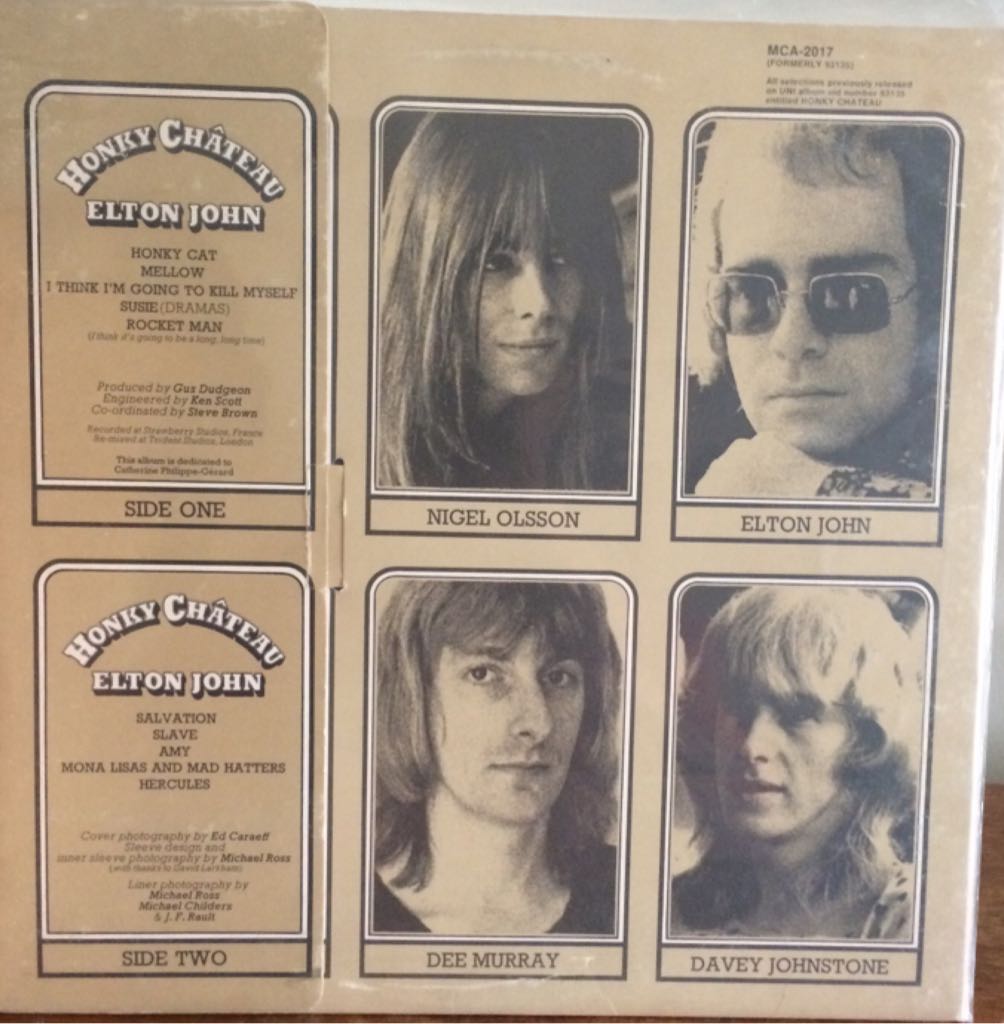 MCA-2017
(FORMERLY 93135)
All selections previously released
on UNI album old number 93135
entitled HONKY CHATEAU
HONKY CHÂTEAU
ELTON JOHN
HONKY CAT
MELLOW
I THINK I'M GOING TO KILL MYSELF
SUSIE (DRAMAS)
ROCKET MAN
(I think it's going to be a long, long time)
Produced by Gus Dudgeon
Engineered by Ken Scott
Co-ordinated by Steve Brown
Recorded at Strawberry Studios, France
Re-mixed at Trident Studios, London
This album is dedicated to
Catherine Philippe-Gérard
SIDE ONE
NIGEL OLSSON
ELTON JOHN
HONKY CHÂTEAU
ELTON JOHN
SALVATION
SLAVE
AMY
MONA LISAS AND MAD HATTERS
HERCULES
Cover photography by Ed Caraeff
Sleeve design and
inner sleeve photography by Michael Ross
(with thanks to David Larkham)
Liner photography by
Michael Ross
Michael Childers
& J. F. Rault
SIDE TWO
DEE MURRAY
DAVEY JOHNSTONE